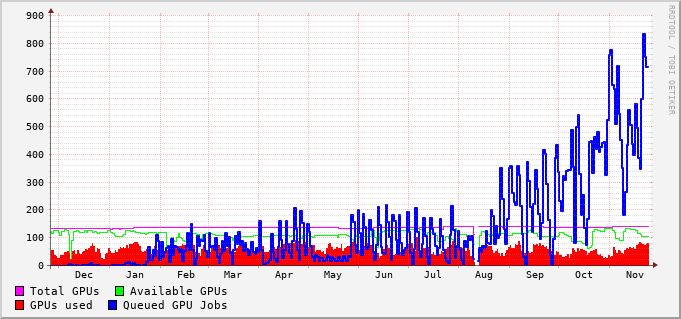 900
800
700
600
500
400
300
200
100
0
Dec Jan Feb Mar Apr May Jun Jul Aug Sep Oct Nov
Total GPUs Available GPUs
GPUs used Queued GPU Jobs
RRDTOOL / TOBI OETIKER